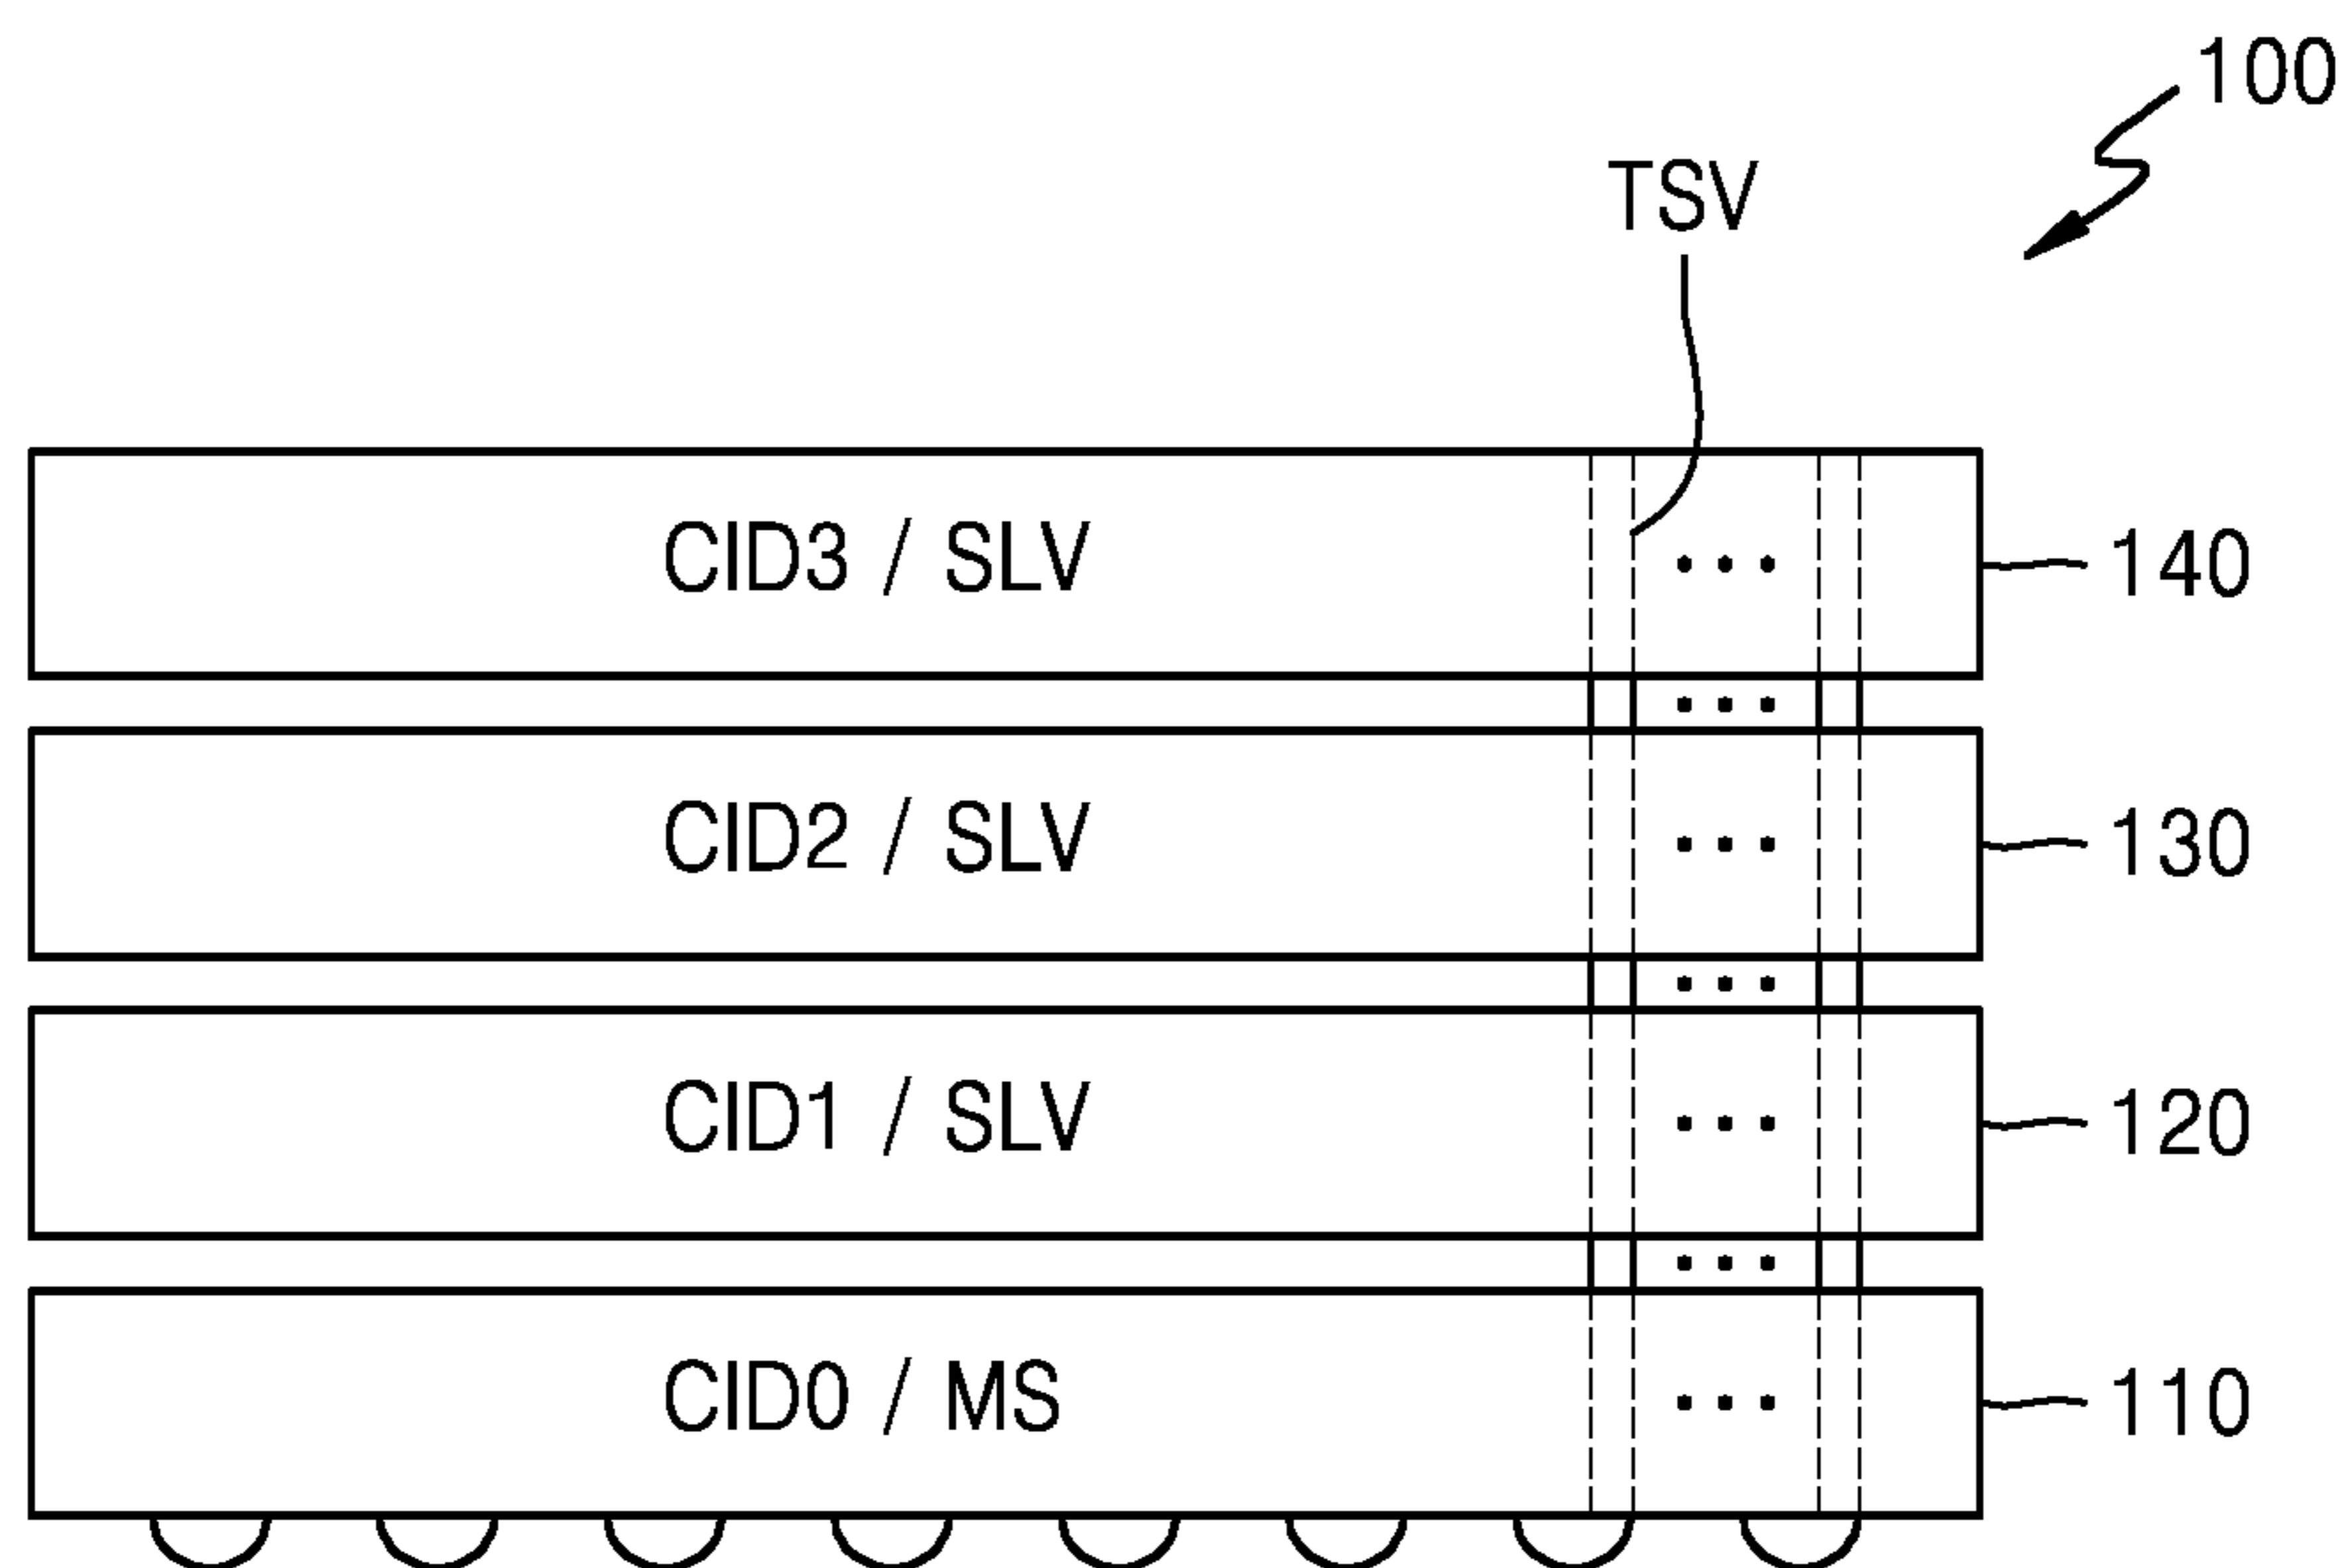 100
TSV
CID3 / SLV
140
CID2 / SLV
130
CID1 / SLV
120
CID0 / MS
110